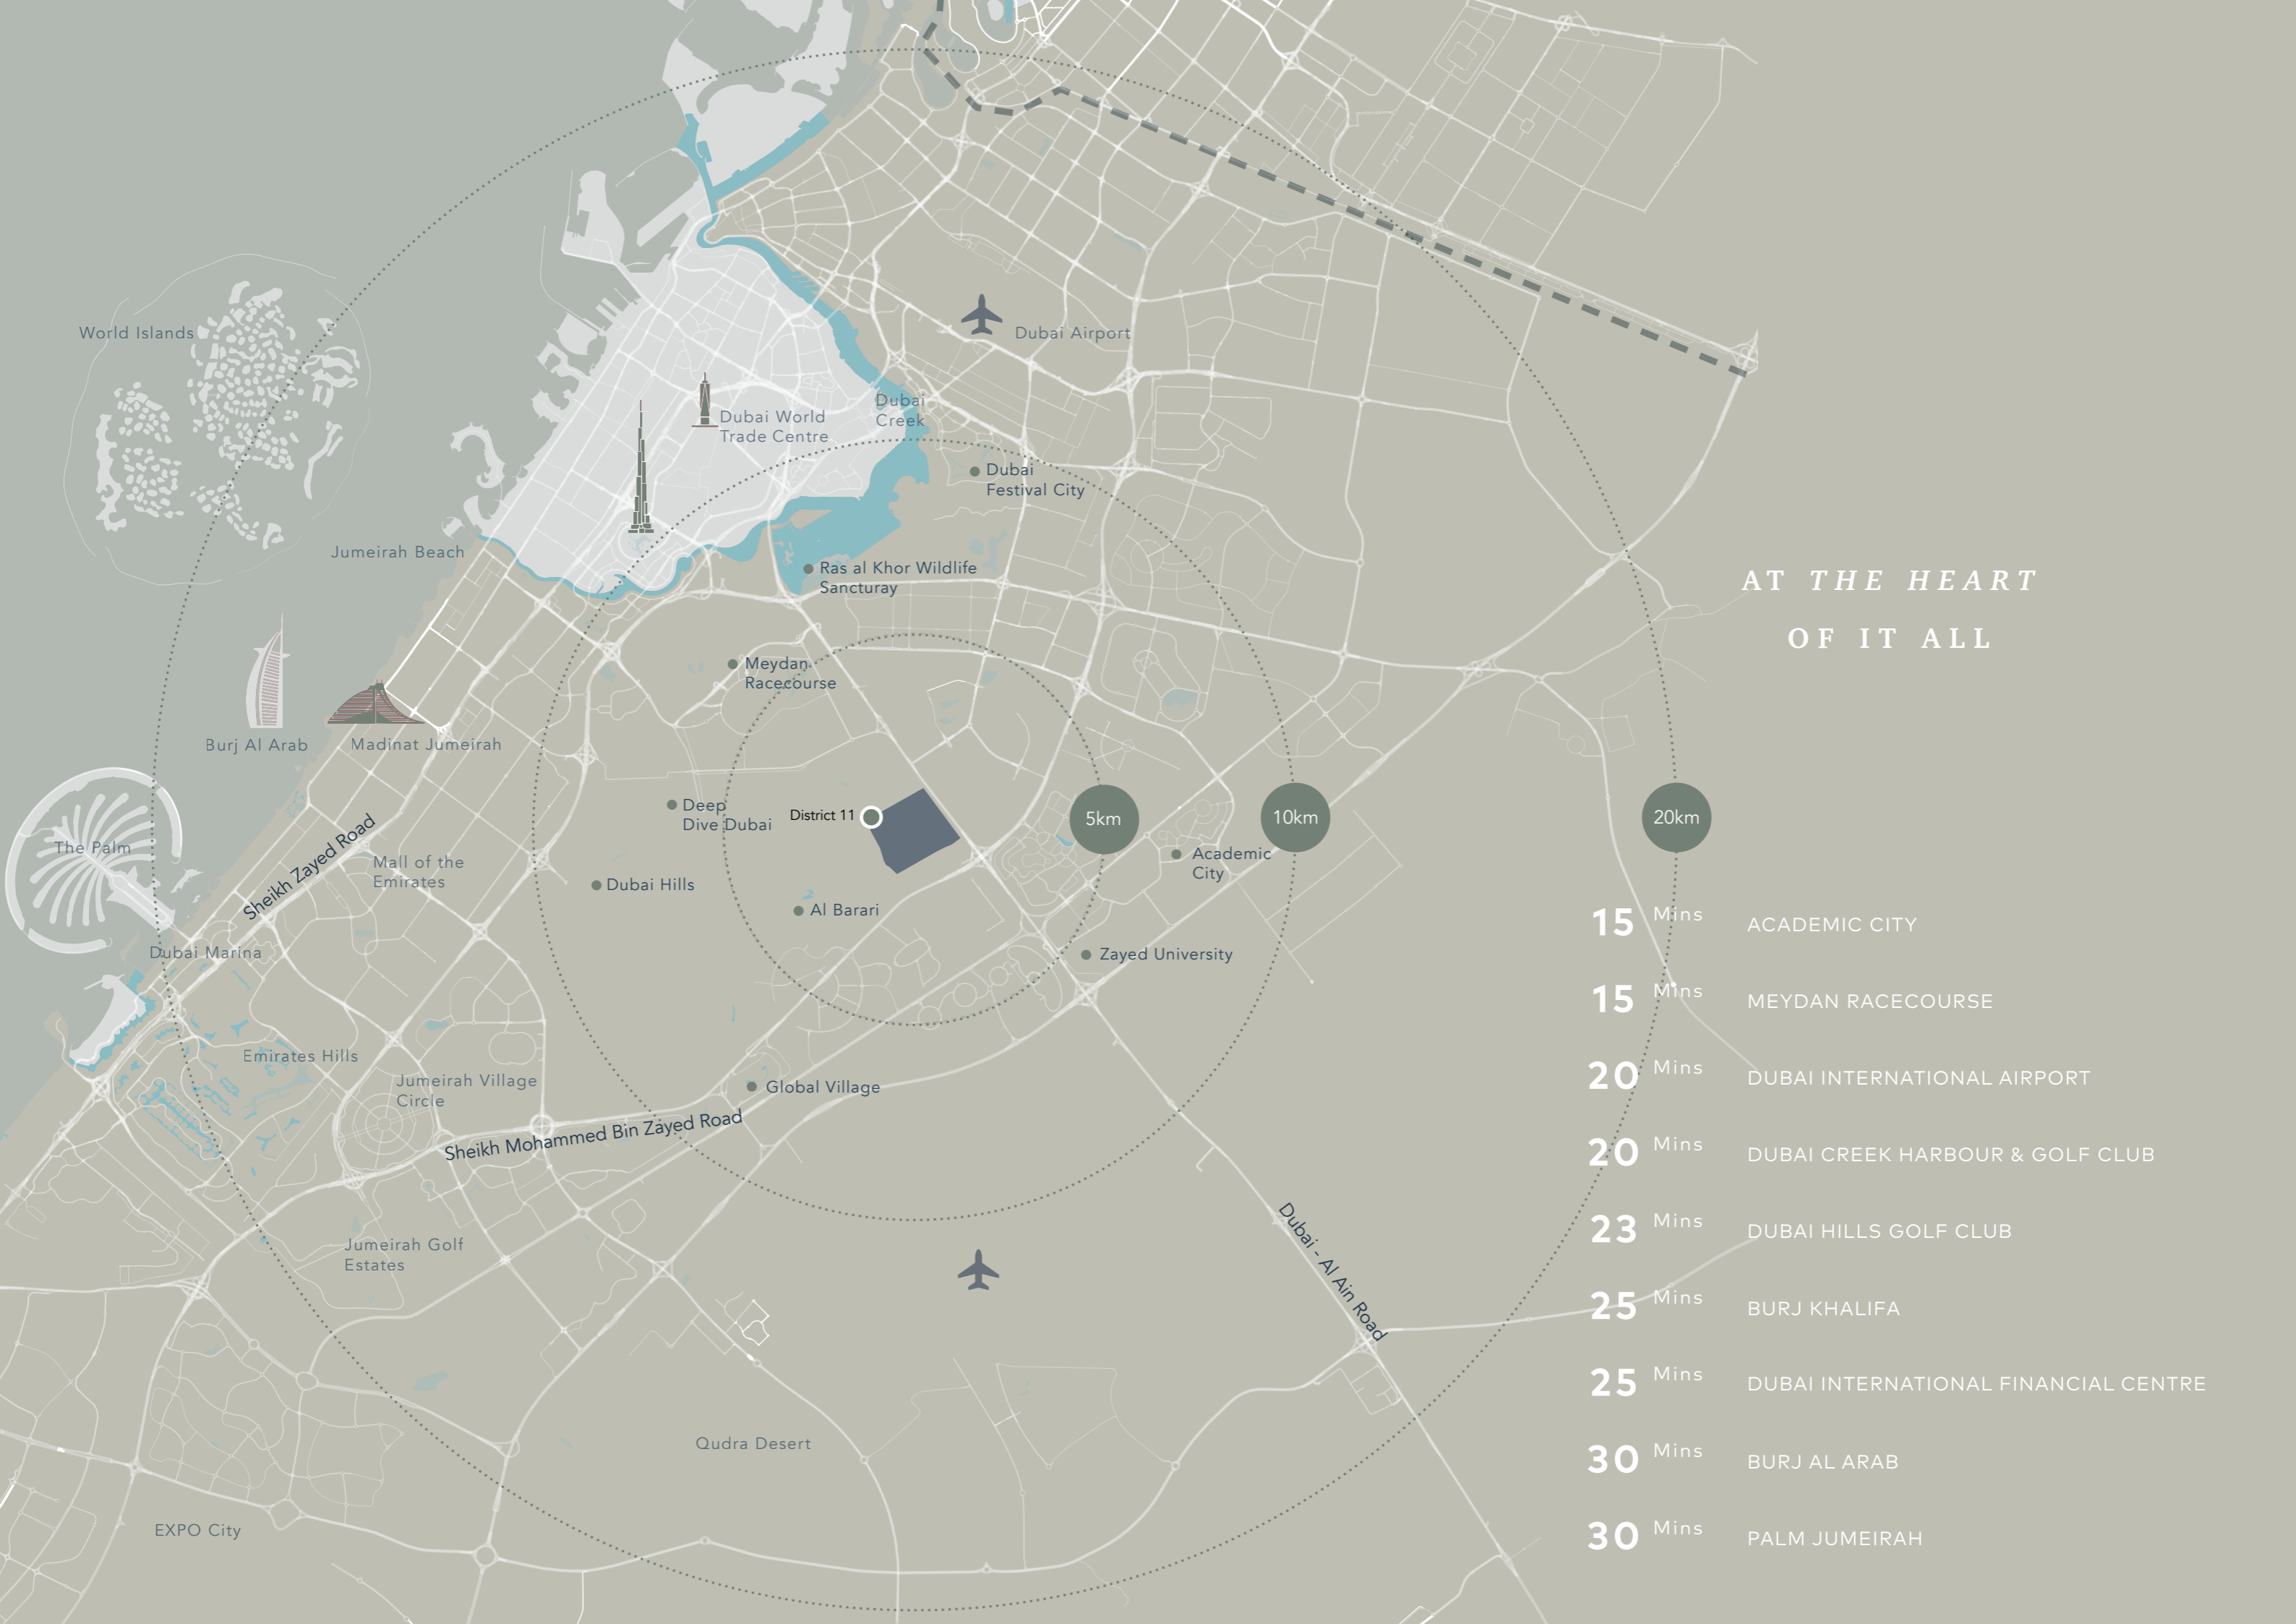 World Islands
Dubai Airport
Dubai World
Trade Centre
Dubai
Creek
Dubai
Festival City
Jumeirah Beach
Ras al Khor Wildlife
Sancturay
AT THE HEART
OF IT ALL
Meydan
Racecourse
Burj Al Arab
Madinat Jumeirah
Deep
Dive Dubai
District 11
5km
10km
20km
The Palm
Sheikh Zayed Road
Mall of the
Emirates
Academic
City
Dubai Hills
Al Barari
Dubai Marina
Zayed University
Emirates Hills
Jumeirah Village
Circle
Global Village
Sheikh Mohammed Bin Zayed Road
Jumeirah Golf
Estates
Dubai - Al Ain Road
Qudra Desert
EXPO City
15 Mins ACADEMIC CITY
15 Mins MEYDAN RACECOURSE
20 Mins DUBAI INTERNATIONAL AIRPORT
20 Mins DUBAI CREEK HARBOUR & GOLF CLUB
23 Mins DUBAI HILLS GOLF CLUB
25 Mins BURJ KHALIFA
25 Mins DUBAI INTERNATIONAL FINANCIAL CENTRE
30 Mins BURJ AL ARAB
30 Mins PALM JUMEIRAH